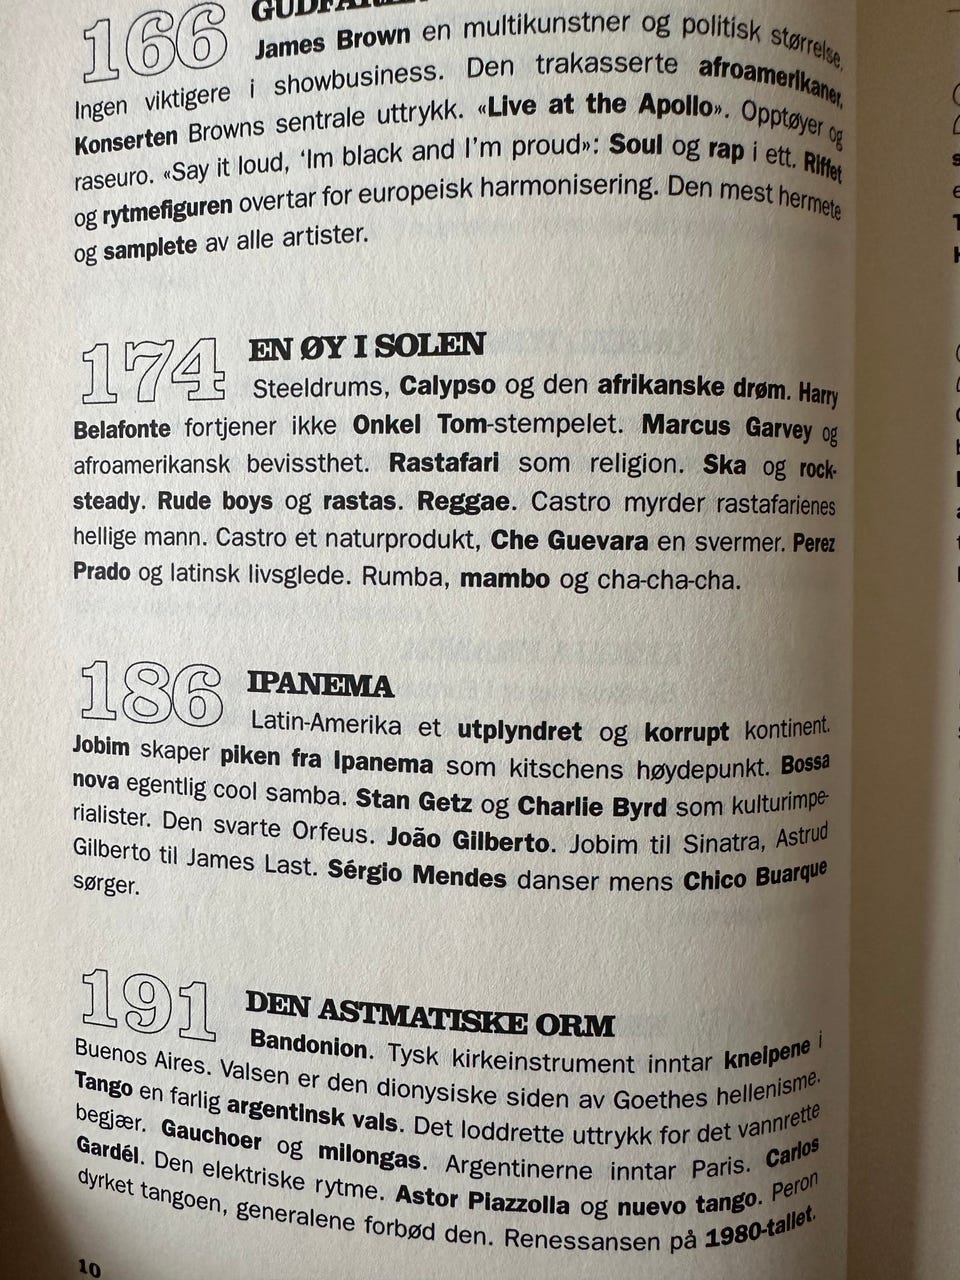 166
James Brown en multikunstner og politisk størrelse.
Ingen viktigere i showbusiness. Den trakasserte afroamerikaner.
Konserten Browns sentrale uttrykk. «Live at the Apollo». Opptøyer og
raseuro. «Say it loud, ‘Im black and I’m proud»: Soul og rap i ett. Riffet
og rytmefiguren overtar for europeisk harmonisering. Den mest hermete
og samplete av alle artister.
174 EN ØY I SOLEN
Steeldrums, Calypso og den afrikanske drøm. Harry
Belafonte fortjener ikke Onkel Tom-stempelet. Marcus Garvey og
afroamerikansk bevissthet. Rastafari som religion. Ska og rock-
steady. Rude boys og rastas. Reggae. Castro myrder rastafarienes
hellige mann. Castro et naturprodukt, Che Guevara en svermer. Perez
Prado og latinsk livsglede. Rumba, mambo og cha-cha-cha.
186 IPANEMA
Latin-Amerika et utplyndret og korrupt kontinent.
Jobim skaper piken fra Ipanema som kitschens høydepunkt. Bossa
nova egentlig cool samba. Stan Getz og Charlie Byrd som kulturimpe-
rialister. Den svarte Orfeus. João Gilberto. Jobim til Sinatra, Astrud
Gilberto til James Last. Sérgio Mendes danser mens Chico Buarque
sørger.
191 DEN ASTMATISKE ORM
Bandonion. Tysk kirkeinstrument inntar kneipene i
Buenos Aires. Valsen er den dionysiske siden av Goethes hellenisme.
Tango en farlig argentinsk vals. Det loddrette uttrykk for det vannrette
begjær. Gauchoer og milongas. Argentinerne inntar Paris. Carlos
Gardél. Den elektriske rytme. Astor Piazzolla og nuevo tango. Peron
dyrket tangoen, generalene forbød den. Renessansen på 1980-tallet.
10